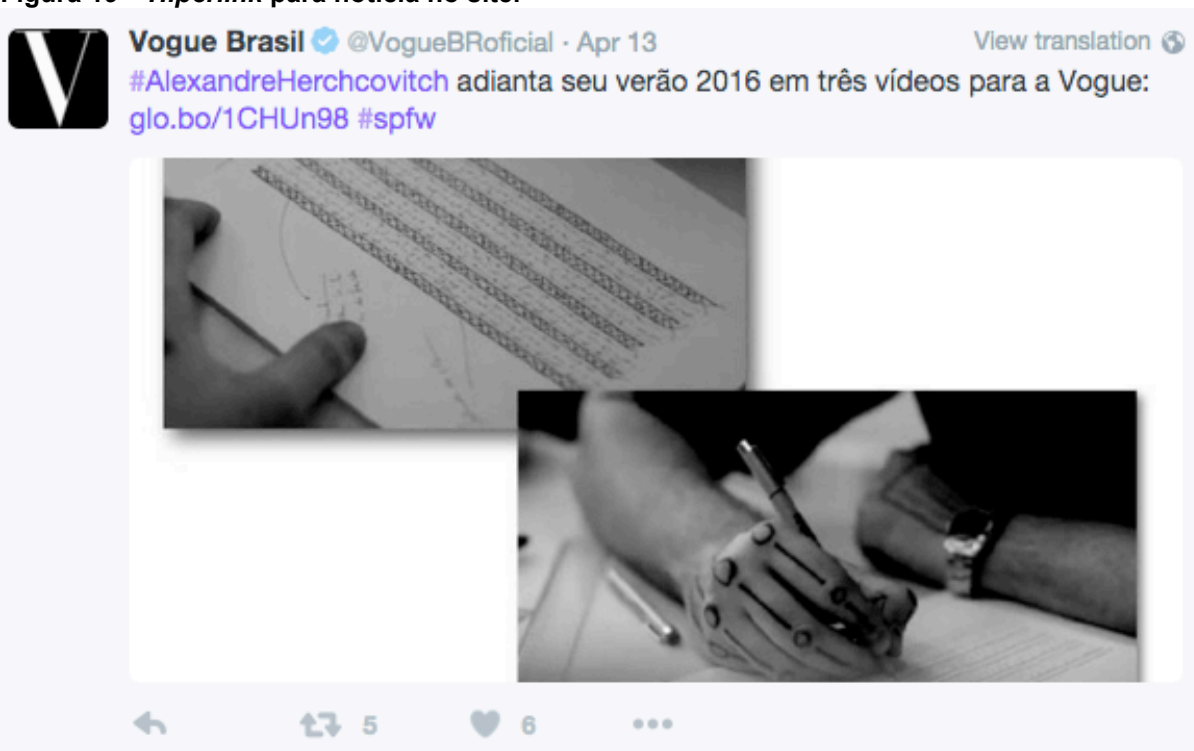 Vogue Brasil @VogueBRoficial · Apr 13 View translation
#AlexandreHerchcovitch adianta seu verão 2016 em três vídeos para a Vogue:
glo.bo/1CHUn98 #spfw
5 6